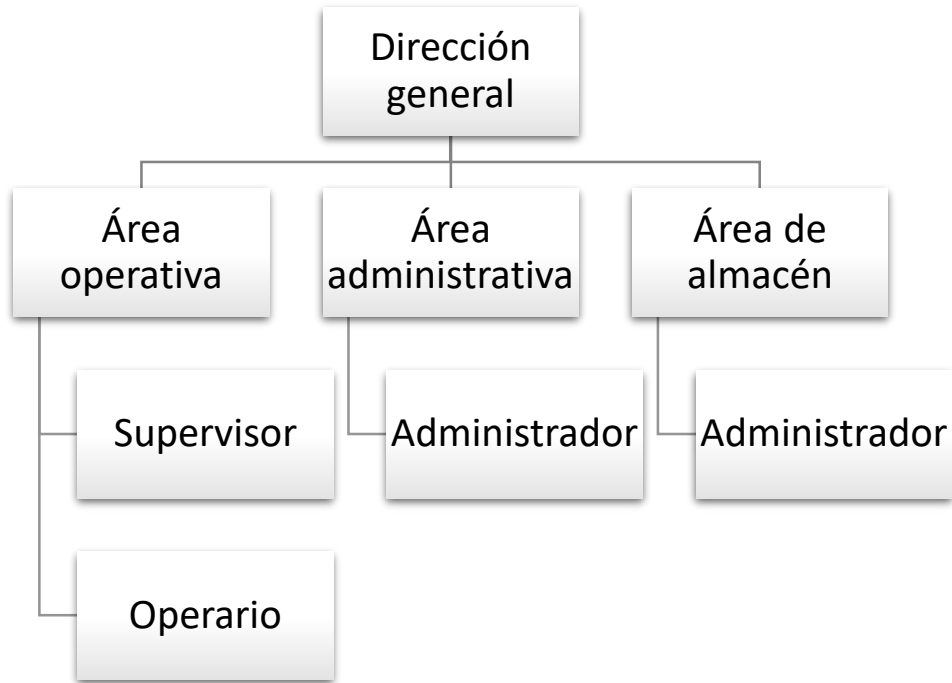 Dirección
general
Área
operativa
Área
administrativa
Área de
almacén
Supervisor
Administrador
Administrador
Operario